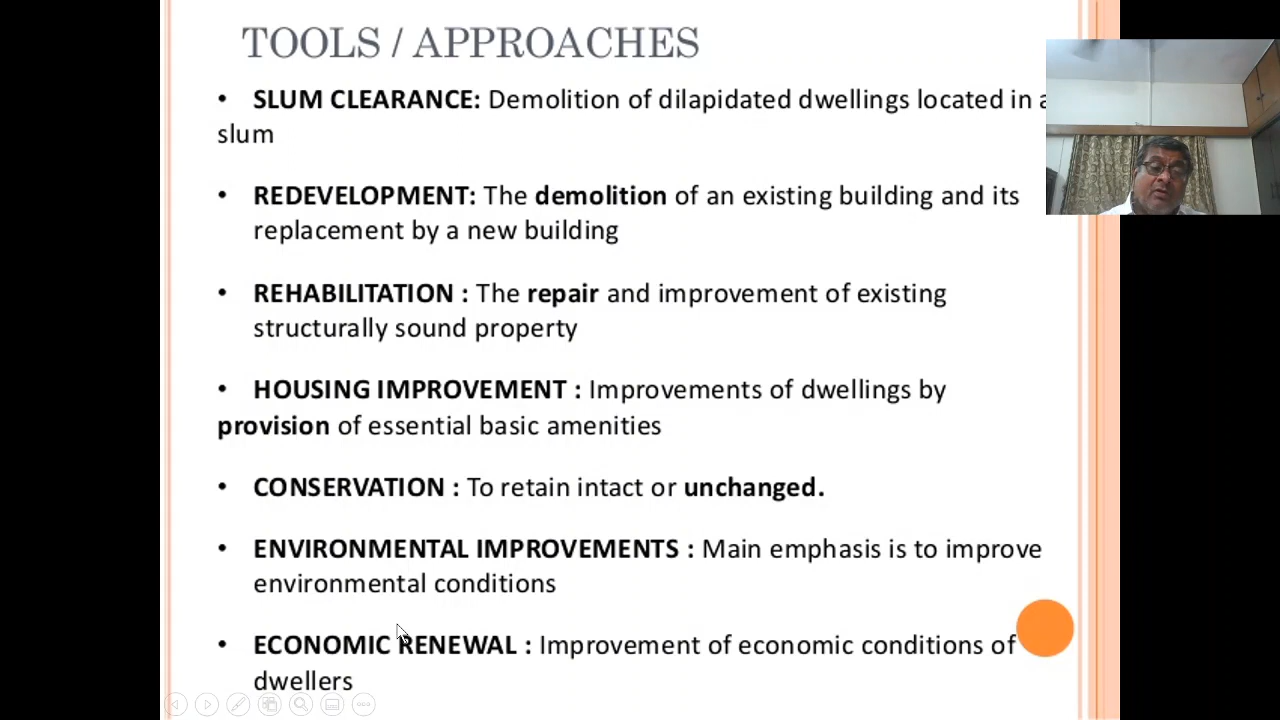 TOOLS / APPROACHES
• SLUM CLEARANCE: Demolition of dilapidated dwellings located in a
slum
• REDEVELOPMENT: The demolition of an existing building and its
replacement by a new building
• REHABILITATION : The repair and improvement of existing
structurally sound property
• HOUSING IMPROVEMENT : Improvements of dwellings by
provision of essential basic amenities
• CONSERVATION : To retain intact or unchanged.
• ENVIRONMENTAL IMPROVEMENTS : Main emphasis is to improve
environmental conditions
• ECONOMIC RENEWAL : Improvement of economic conditions of
dwellers